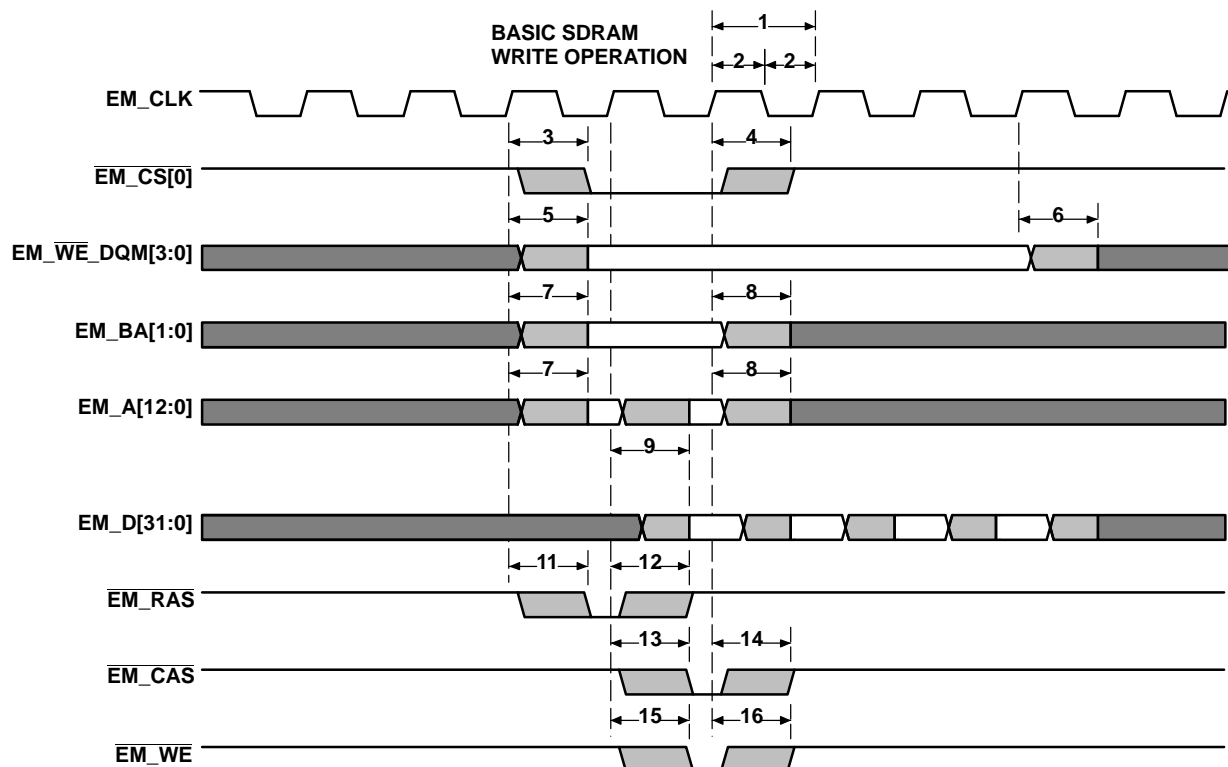 BASIC SDRAM
WRITE OPERATION
1
2 2
EM_CLK
3 4
EM_CS[0]
5 6
EM_WE_DQM[3:0]
7 8
EM_BA[1:0]
7 8
EM_A[12:0]
9
EM_D[31:0]
11 12
EM_RAS
13 14
EM_CAS
15 16
EM_WE